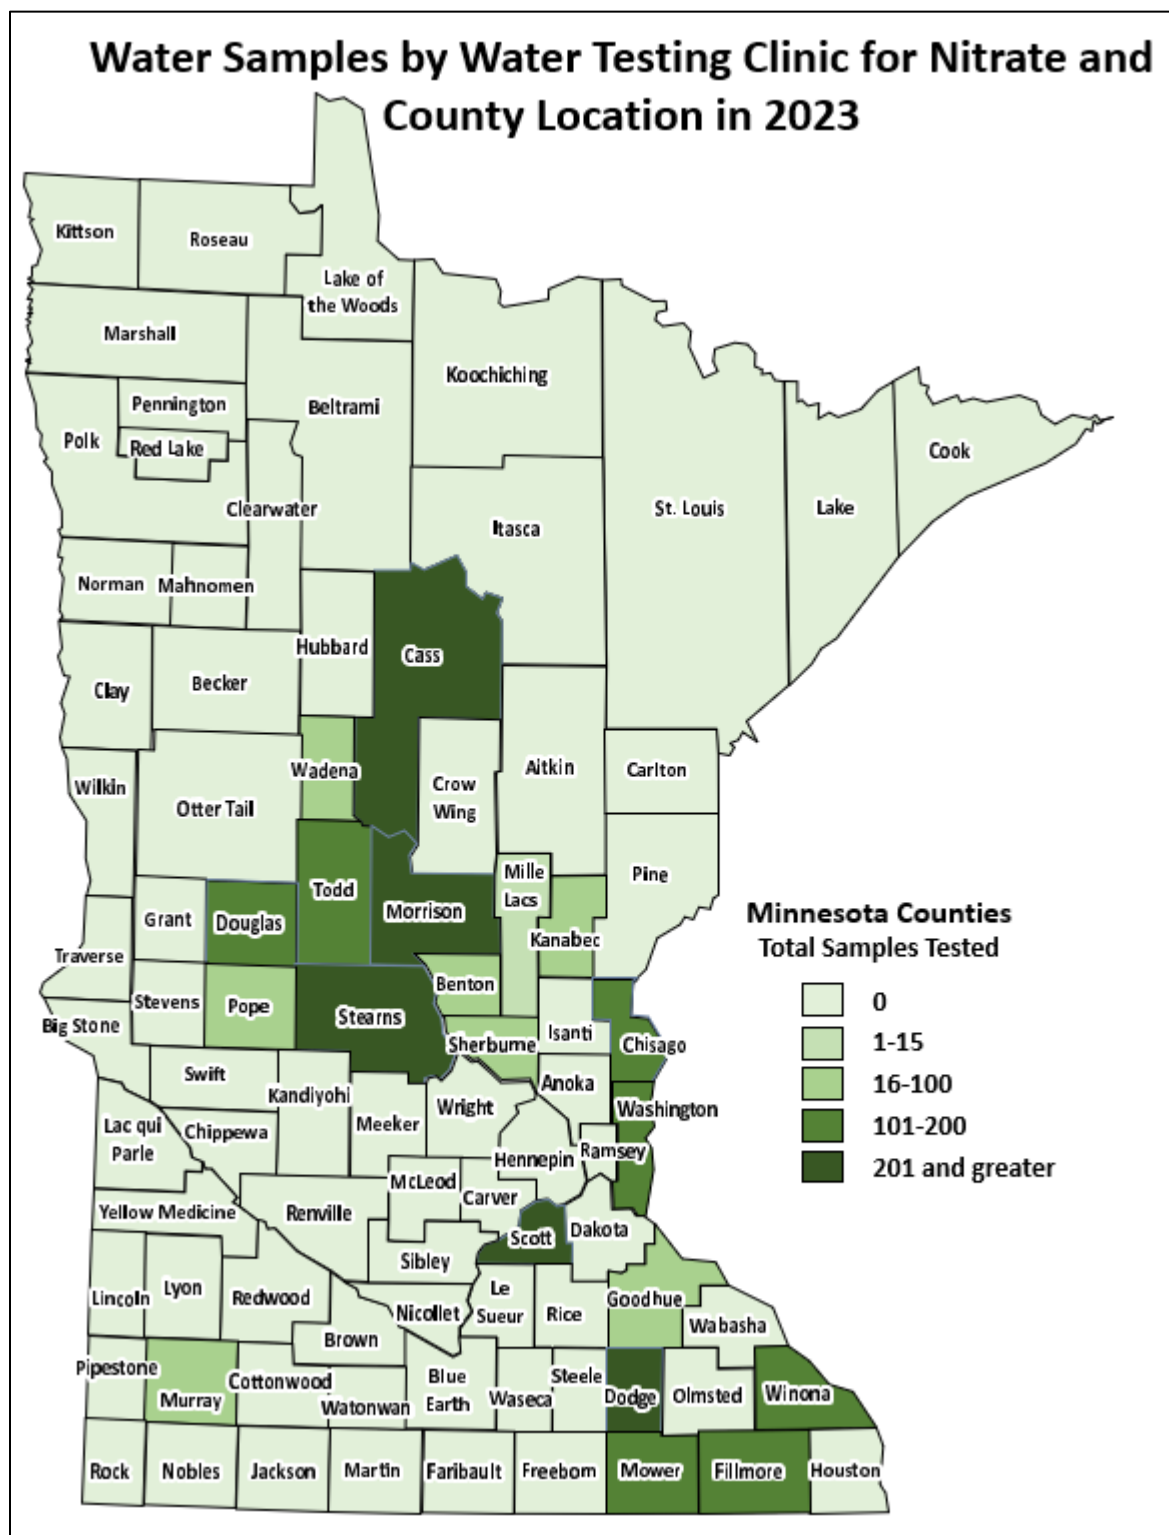 Water Samples by Water Testing Clinic for Nitrate and
County Location in 2023
Kittson
Roseau
Lake of
the Woods
Marshall
Koochiching
Pennington
Beltrami
Polk
Red Lake
Cook
Clearwater
St. Louis
Lake
Itasca
Norman
Mahnomen
Hubbard
Cass
Clay
Becker
Wadena
Aitkin
Carlton
Wilkin
Crow
Wing
Otter Tail
Mille
Lacs
Pine
Todd
Morrison
Grant
Douglas
Kanabec
Traverse
Benton
Stevens
Pope
Stearns
Big Stone
Sherburne
Isanti
Chisago
Swift
Kandiyohi
Anoka
Wright
Washington
Lac qui
Parle
Chippewa
Meeker
Hennepin
Ramsey
McLeod
Carver
Yellow Medicine
Renville
Scott
Dakota
Sibley
Lincoln
Lyon
Redwood
Nicollet
Le
Sueur
Rice
Goodhue
Wabasha
Brown
Pipestone
Murray
Cottonwood
Watonwan
Blue
Earth
Waseca
Steele
Dodge
Olmsted
Winona
Rock
Nobles
Jackson
Martin
Faribault
Freeborn
Mower
Fillmore
Houston
Minnesota Counties
Total Samples Tested
0
1-15
16-100
101-200
201 and greater